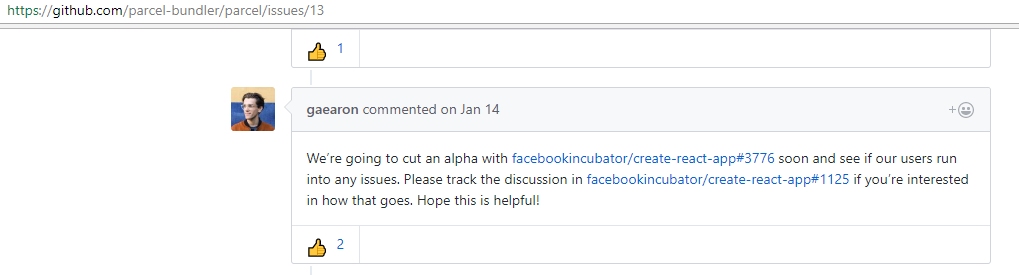 https://github.com/parcel-bundler/parcel/issues/13
1
gaearon commented on Jan 14
+
We're going to cut an alpha with facebookincubator/create-react-app#3776 soon and see if our users run
into any issues. Please track the discussion in facebookincubator/create-react-app#1125 if you're interested
in how that goes. Hope this is helpful!
2